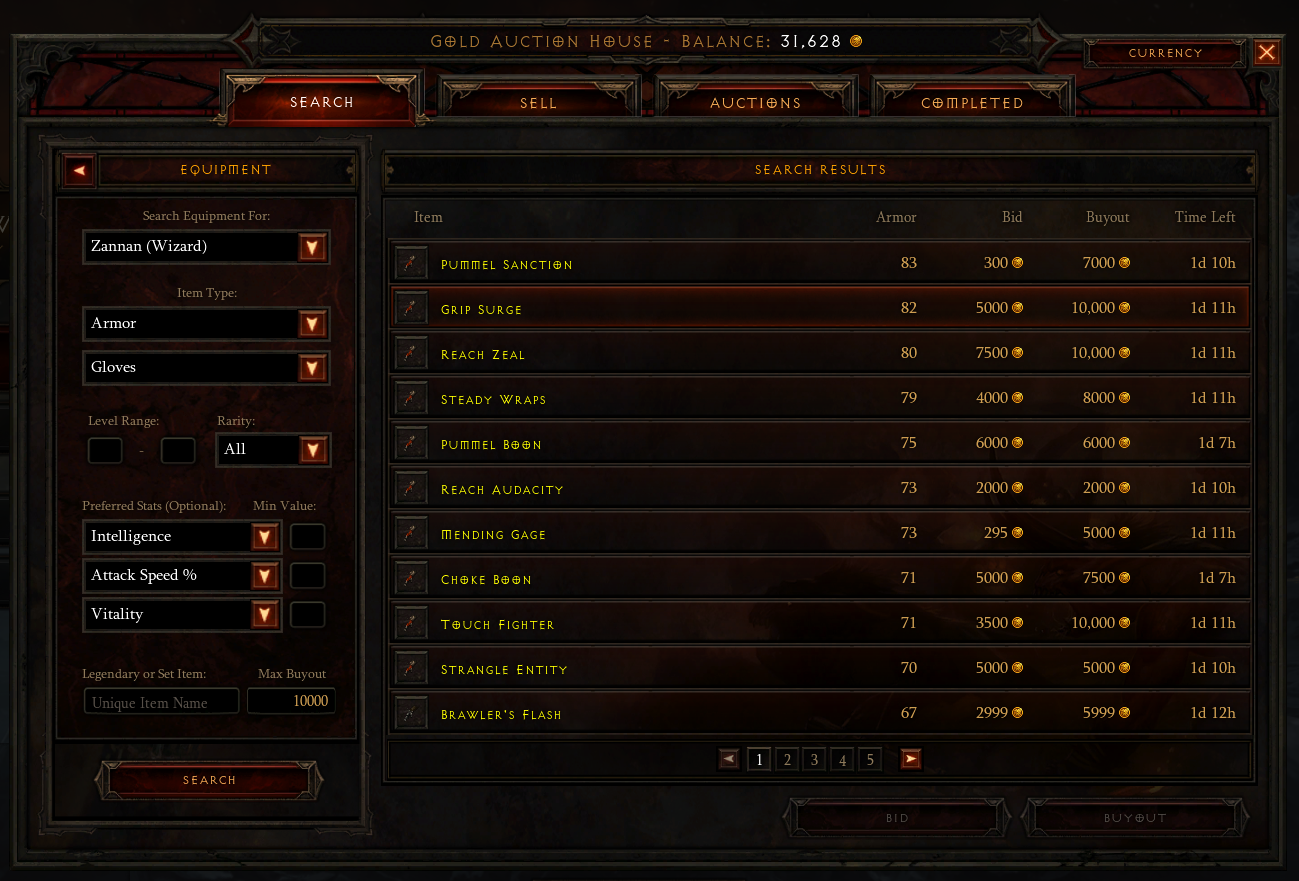 GOLD AUCTION HOUSE - BALANCE: 31,628
CURRENCY
SEARCH
SELL
AUCTIONS
COMPLETED
EQUIPMENT
Search Equipment For:
Zannan (Wizard)
Item Type:
Armor
Gloves
Level Range: Rarity:
- All
Preferred Stats (Optional): Min Value:
Intelligence
Attack Speed %
Vitality
Legendary or Set Item: Max Buyout
Unique Item Name 10000
SEARCH
SEARCH RESULTS
Item Armor Bid Buyout Time Left
PUMMEL SANCTION 83 300 7000 1d 10h
GRIP SURGE 82 5000 10,000 1d 11h
REACH ZEAL 80 7500 10,000 1d 11h
STEADY WRAPS 79 4000 8000 1d 11h
PUMMEL BOON 75 6000 6000 1d 7h
REACH AUDACITY 73 2000 2000 1d 10h
MENDING GAGE 73 295 5000 1d 11h
CHOKE BOON 71 5000 7500 1d 7h
TOUCH FIGHTER 71 3500 10,000 1d 11h
STRANGLE ENTITY 70 5000 5000 1d 10h
BRAWLER'S FLASH 67 2999 5999 1d 12h
1 2 3 4 5
BID BUYOUT